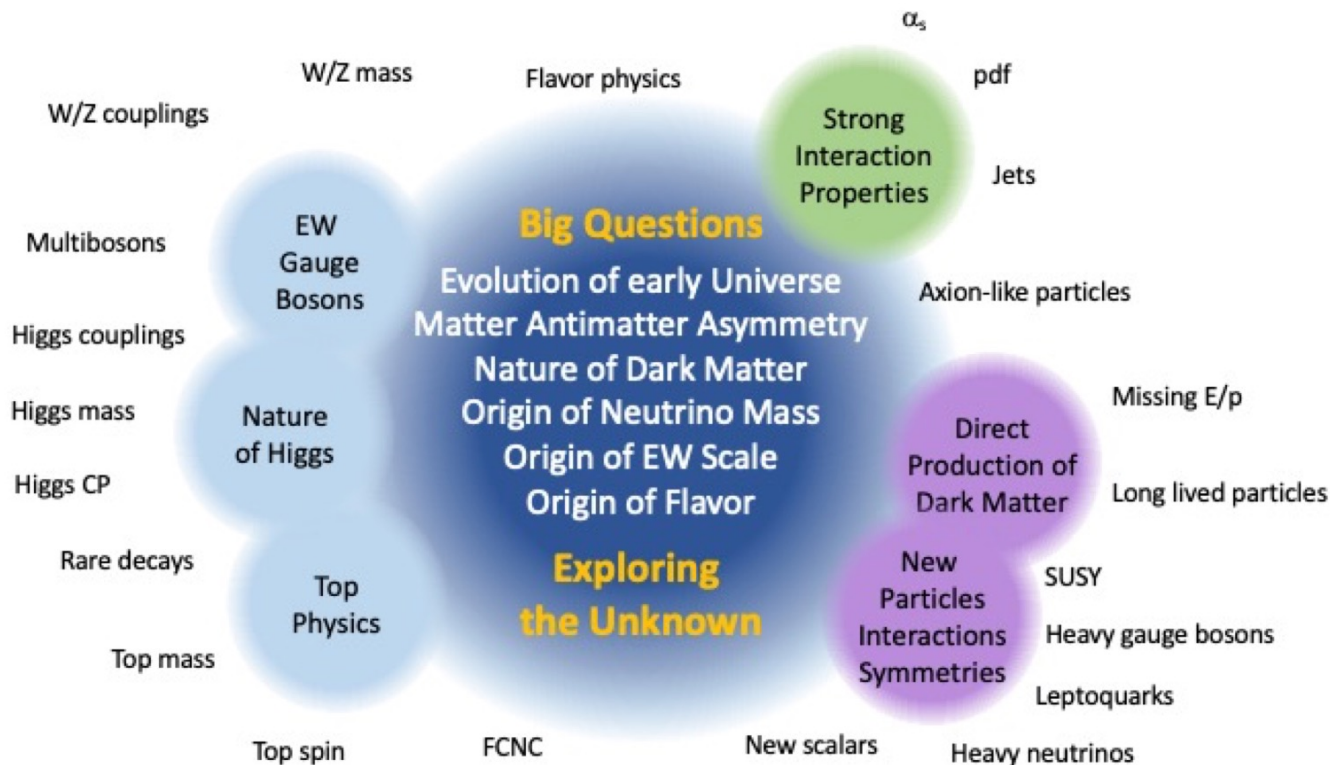 αs
W/Z mass
Flavor physics
pdf
W/Z couplings
Strong
Interaction
Properties
Jets
EW
Gauge
Bosons
Multibosons
Big Questions
Evolution of early Universe
Matter Antimatter Asymmetry
Nature of Dark Matter
Origin of Neutrino Mass
Origin of EW Scale
Origin of Flavor
Exploring
the Unknown
Axion-like particles
Higgs couplings
Higgs mass
Higgs CP
Nature
of Higgs
Missing E/p
Direct
Production of
Dark Matter
Long lived particles
Rare decays
Top
Physics
New
Particles
Interactions
Symmetries
SUSY
Heavy gauge bosons
Leptoquarks
Top mass
Top spin
FCNC
New scalars
Heavy neutrinos